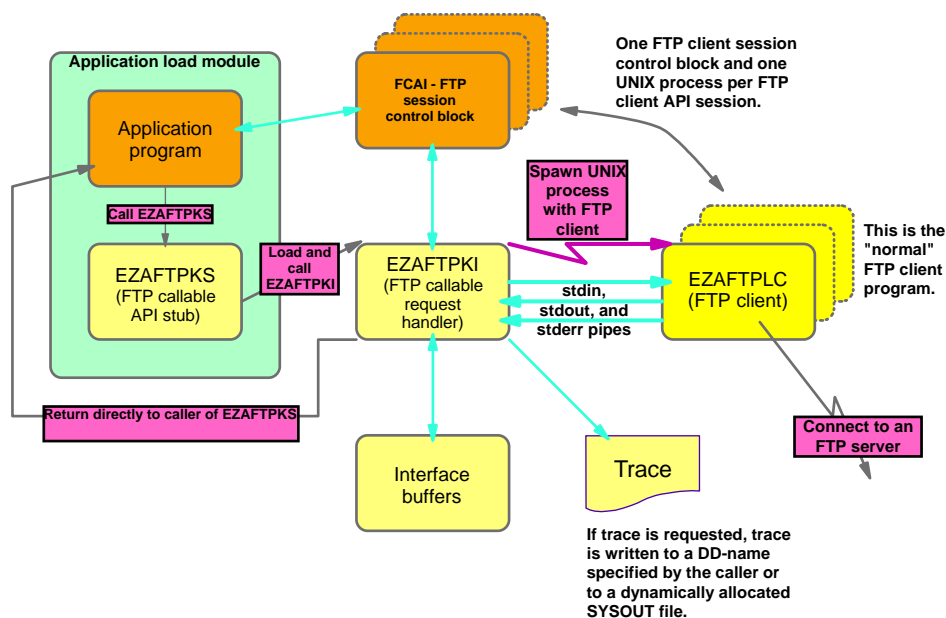 Application load module
Application
program
Call EZAFTPKS
EZAFTPKS
(FTP callable
API stub)
Load and
call
EZAFTPKI
FCAI - FTP
session
control block
One FTP client session
control block and one
UNIX process per FTP
client API session.
Spawn UNIX
process
with FTP
client
EZAFTPKI
(FTP callable
request
handler)
stdin,
stdout, and
stderr pipes
EZAFTPLC
(FTP client)
This is the
"normal"
FTP client
program.
Return directly to caller of EZAFTPKS
Connect to an
FTP server
Interface
buffers
Trace
If trace is requested, trace
is written to a DD-name
specified by the caller or
to a dynamically allocated
SYSOUT file.